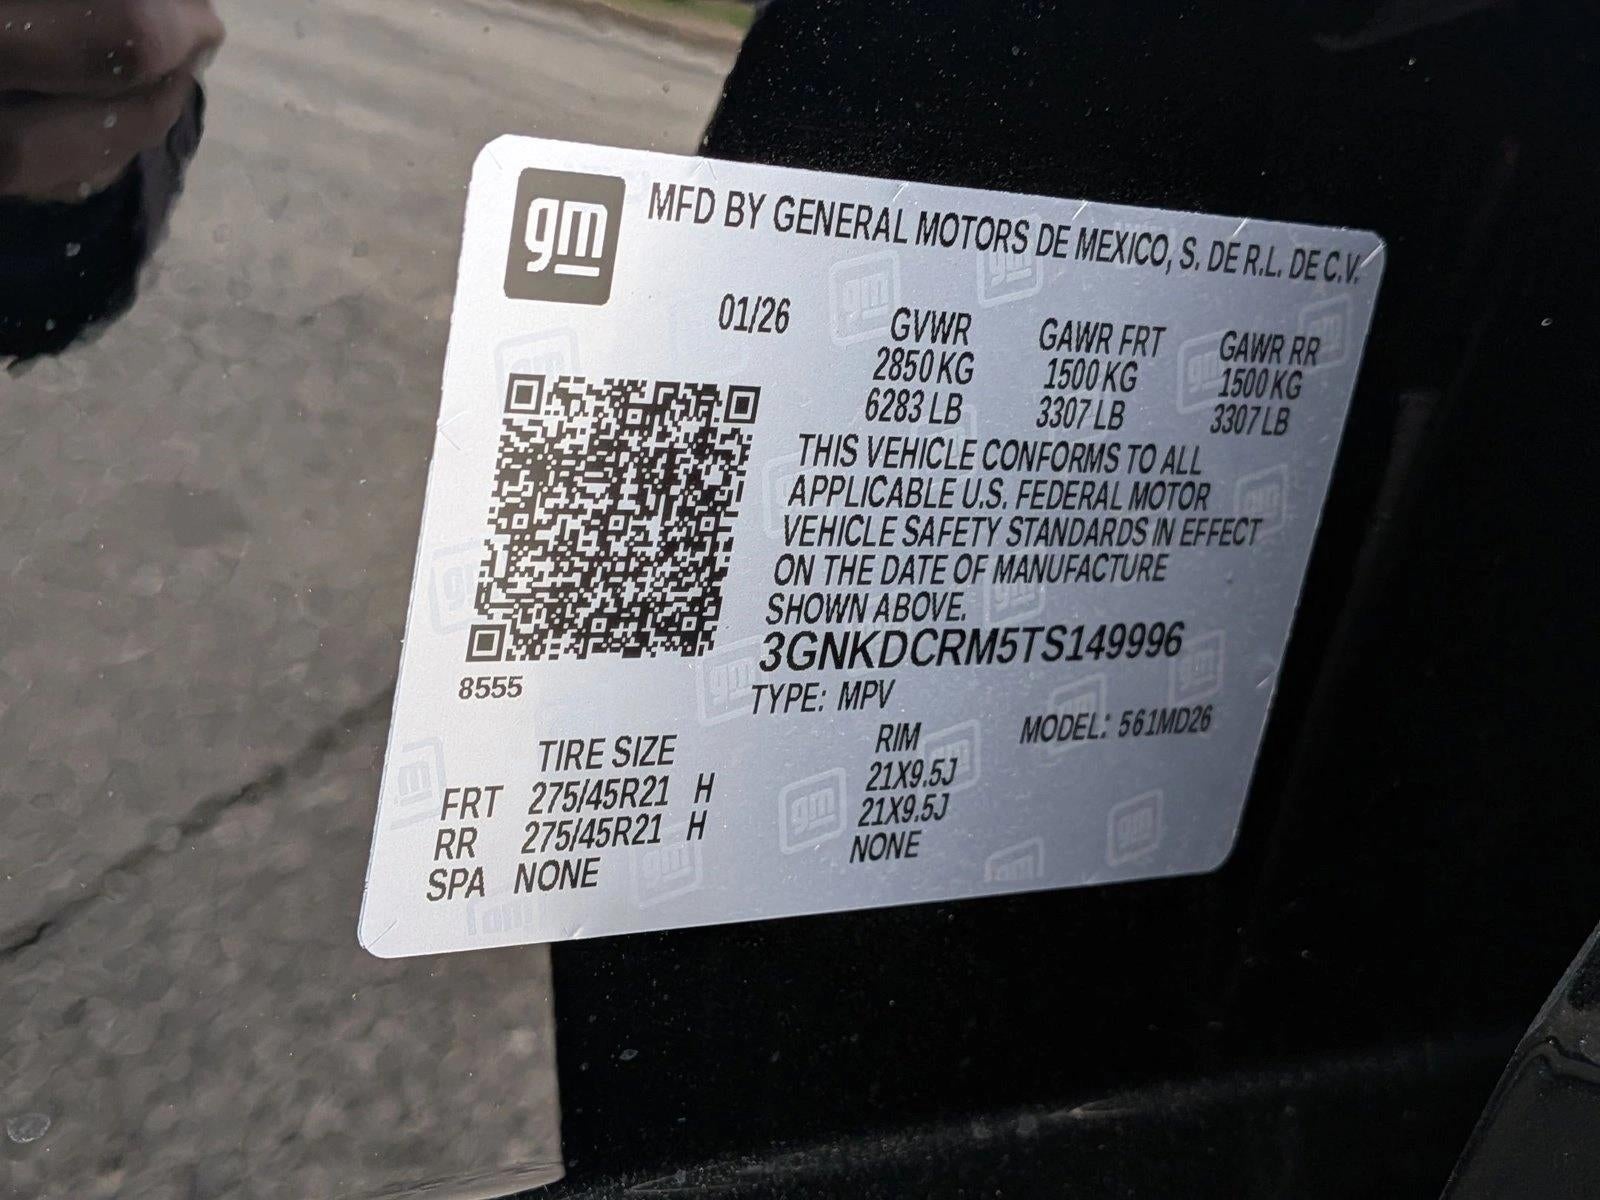 gm
MFD BY GENERAL MOTORS DE MEXICO, S. DE R.L. DE C.V.
01/26 GVWR GAWR FRT GAWR RR
2850 KG 1500 KG 1500 KG
6283 LB 3307 LB 3307 LB
THIS VEHICLE CONFORMS TO ALL
APPLICABLE U.S. FEDERAL MOTOR
VEHICLE SAFETY STANDARDS IN EFFECT
ON THE DATE OF MANUFACTURE
SHOWN ABOVE.
3GNKDCRM5TS149996
8555
TYPE: MPV MODEL: 561MD26
TIRE SIZE RIM
FRT 275/45R21 H 21X9.5J
RR 275/45R21 H 21X9.5J
SPA NONE NONE